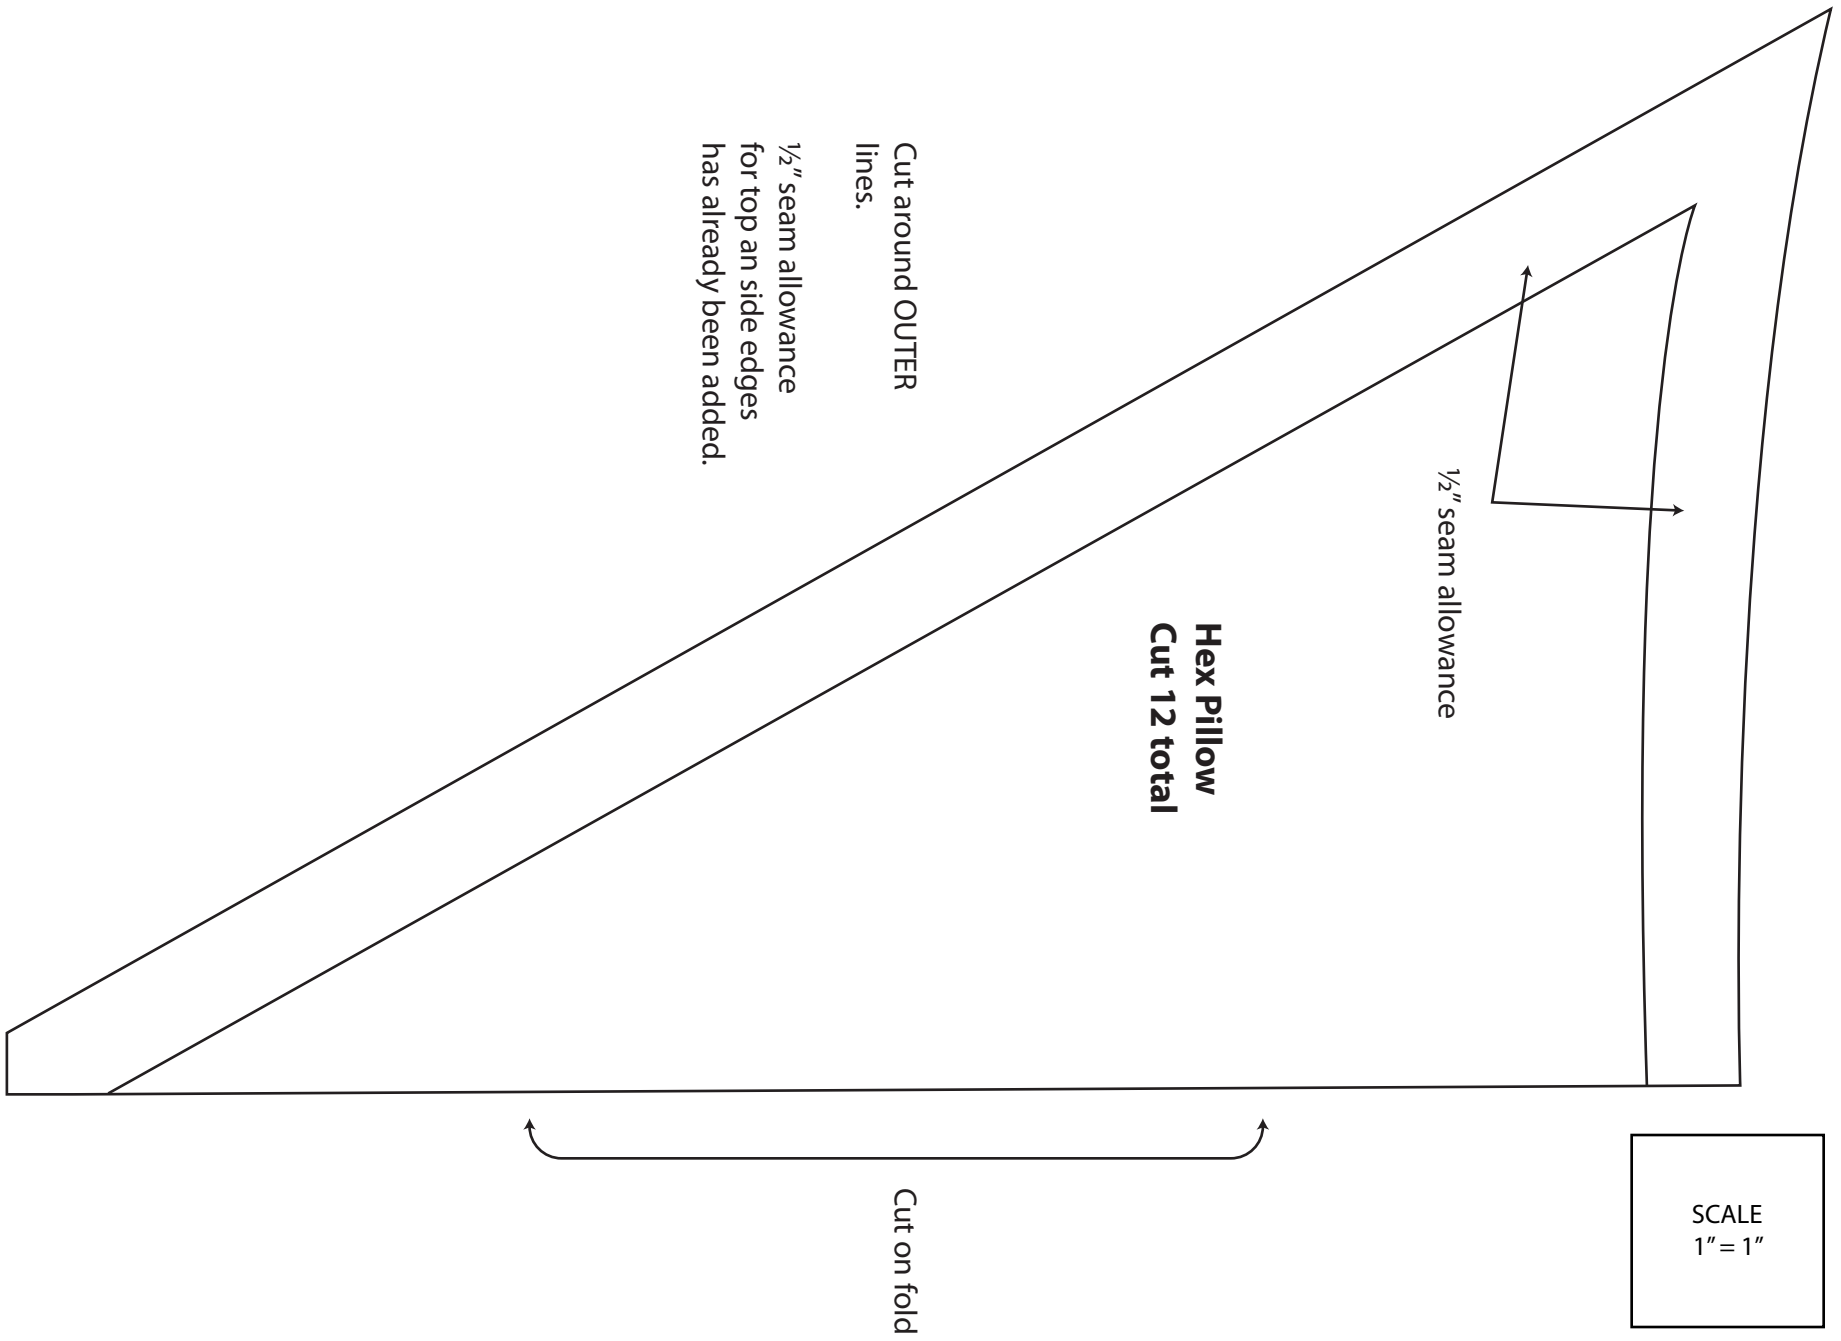 Cut around OUTER
lines.
½” seam allowance
for top an side edges
has already been added.
½” seam allowance
Hex Pillow
Cut 12 total
Cut on fold
SCALE
1” = 1”